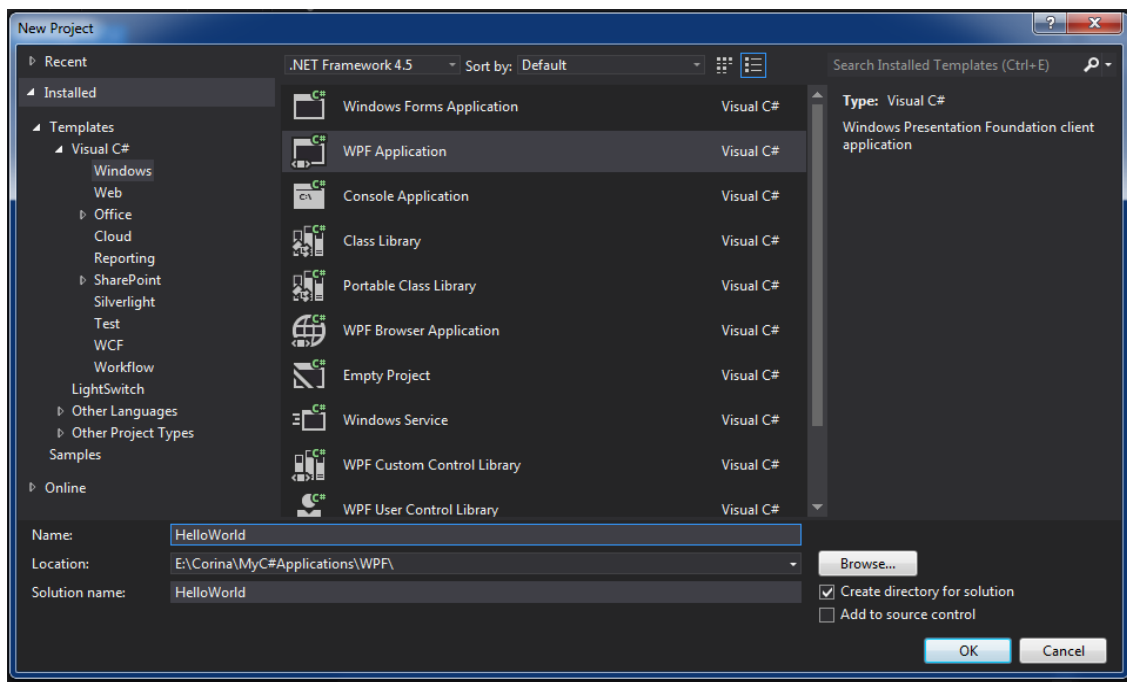 New Project
?
X
Recent
.NET Framework 4.5 Sort by: Default
Search Installed Templates (Ctrl+E)
Installed
Templates
Visual C#
Windows
Web
Office
Cloud
Reporting
SharePoint
Silverlight
Test
WCF
Workflow
LightSwitch
Other Languages
Other Project Types
Samples
Online
C# Windows Forms Application Visual C#
C# WPF Application Visual C#
C# C:\ Console Application Visual C#
C# Class Library Visual C#
C# Portable Class Library Visual C#
C# WPF Browser Application Visual C#
C# Empty Project Visual C#
C# Windows Service Visual C#
C# WPF Custom Control Library Visual C#
C# WPF User Control Library Visual C#
Type: Visual C#
Windows Presentation Foundation client
application
Name: HelloWorld
Location: E:\Corina\MyC#Applications\WPF\
Browse...
Solution name: HelloWorld
Create directory for solution
Add to source control
OK Cancel